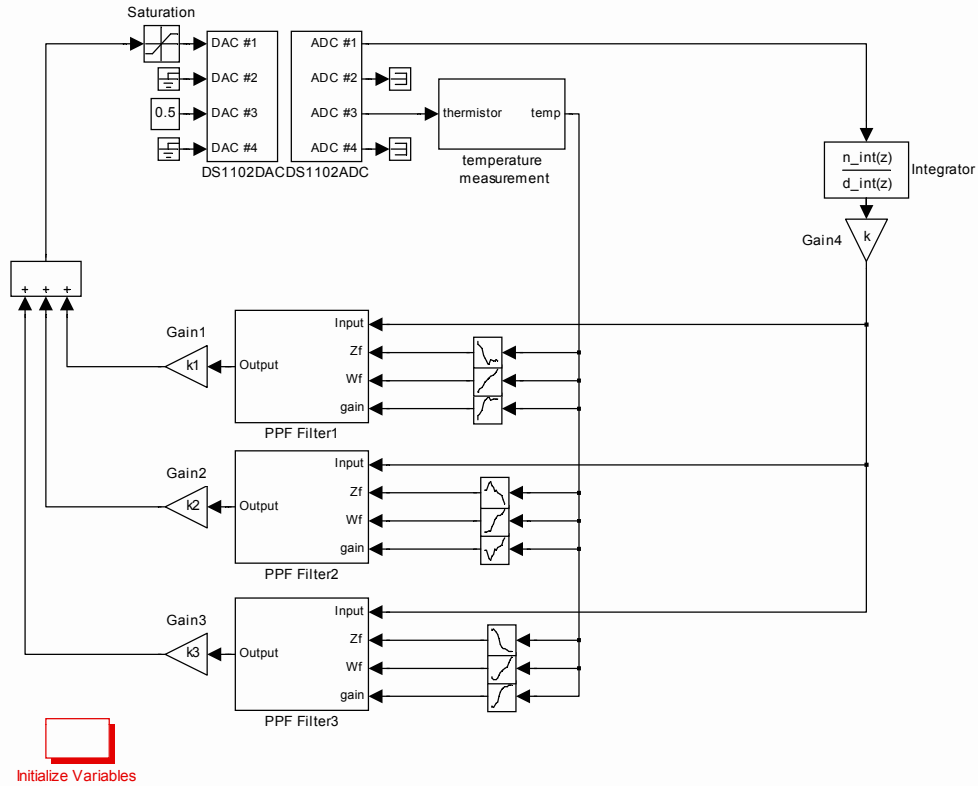 Saturation
DAC #1
DAC #2
0.5
DAC #3
DAC #4
DS1102DAC
ADC #1
ADC #2
ADC #3
ADC #4
DS1102ADC
thermistor
temp
temperature
measurement
n_int(z)
d_int(z)
Integrator
Gain4
k
+ + +
Gain1
k1
Output
Input
Zf
Wf
gain
PPF Filter1
Gain2
k2
Output
Input
Zf
Wf
gain
PPF Filter2
Gain3
k3
Output
Input
Zf
Wf
gain
PPF Filter3
Initialize Variables